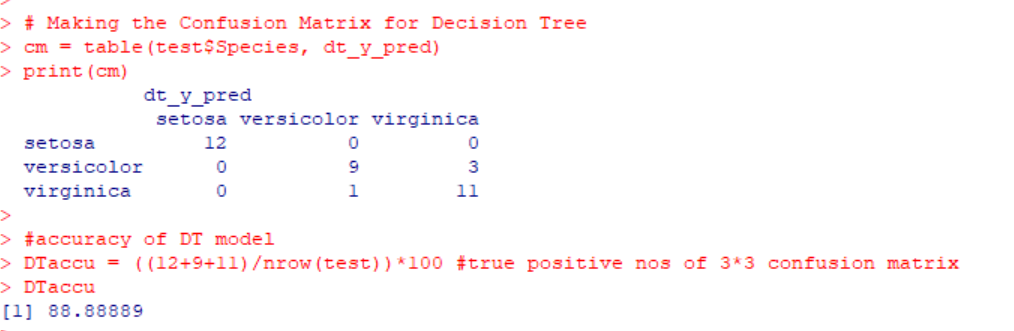 >
> # Making the Confusion Matrix for Decision Tree
> cm = table(test$Species, dt_y_pred)
> print(cm)
            dt_y_pred
             setosa versicolor virginica
  setosa         12          0         0
  versicolor      0          9         3
  virginica       0          1        11
>
> #accuracy of DT model
> DTaccu = ((12+9+11)/nrow(test))*100 #true positive nos of 3*3 confusion matrix
> DTaccu
[1] 88.88889